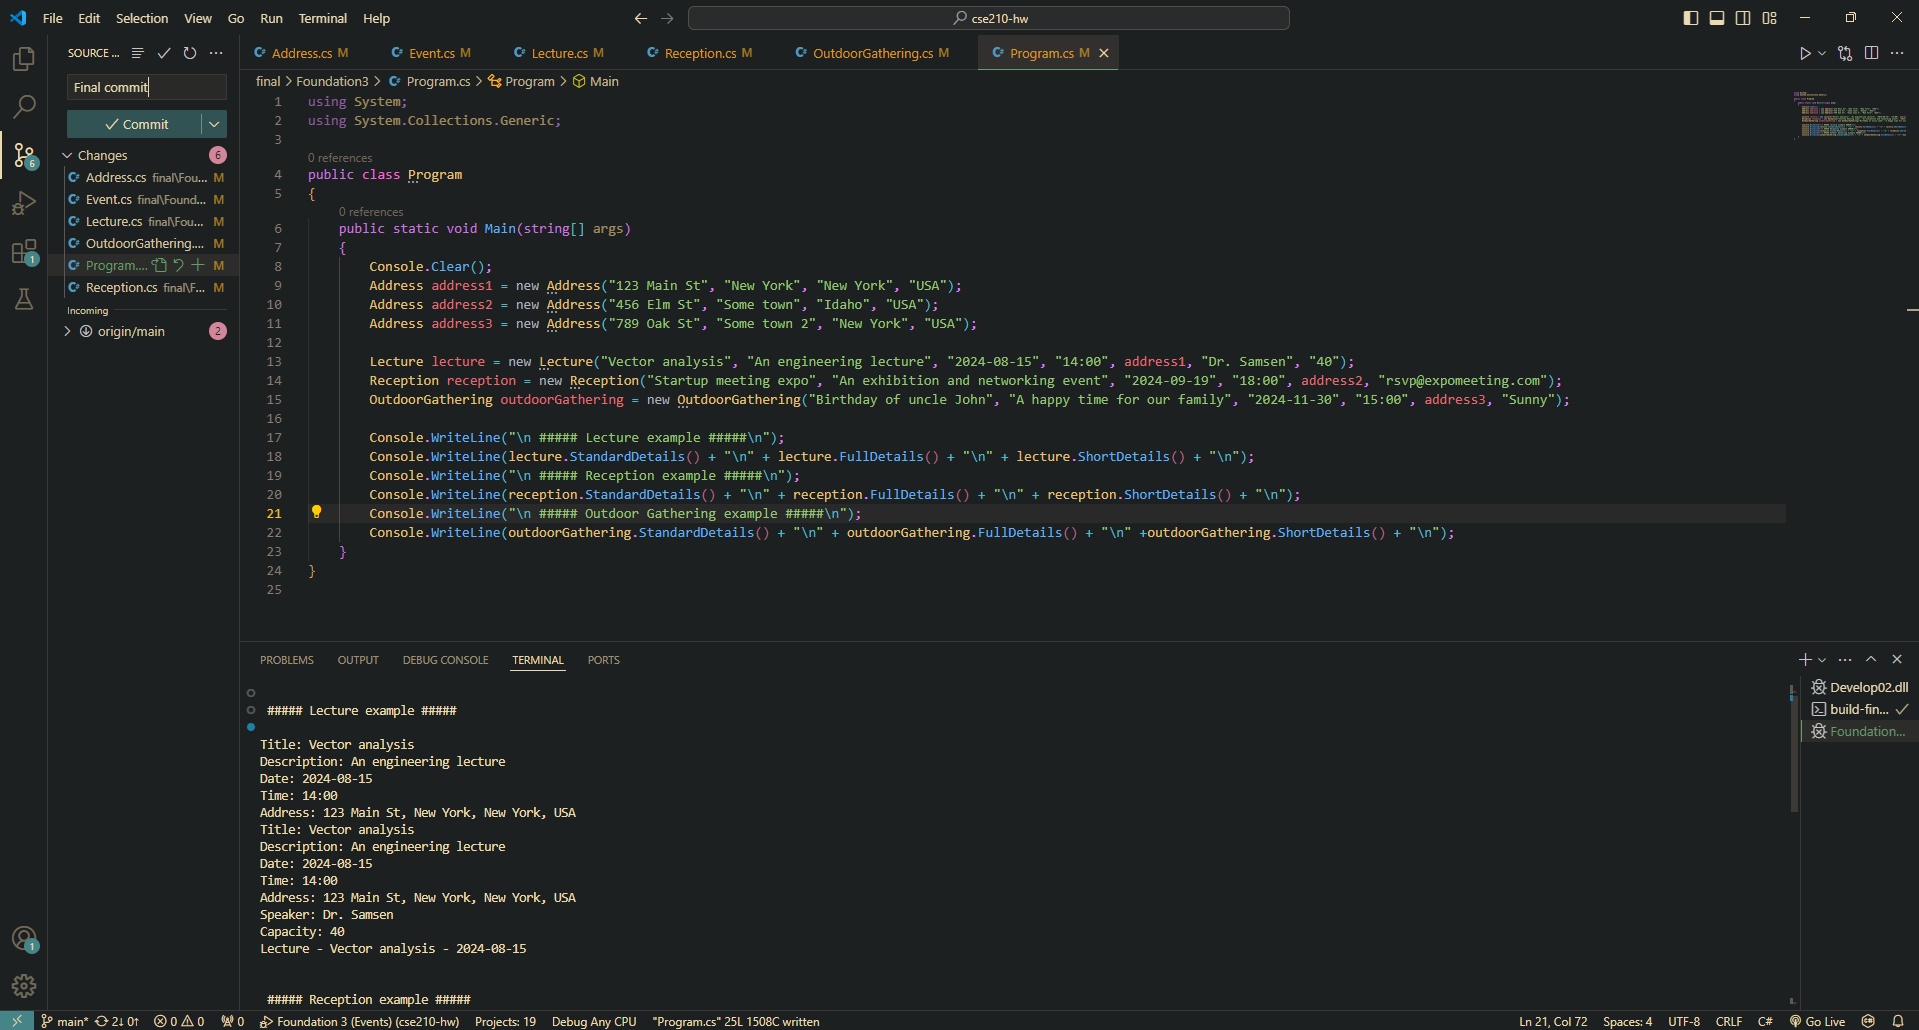 File Edit Selection View Go Run Terminal Help
cse210-hw
SOURCE ...
Final commit
Commit
Changes 6
Address.cs final\Fou... M
Event.cs final\Found... M
Lecture.cs final\Fou... M
OutdoorGathering.... M
Program.... M
Reception.cs final\F... M
Incoming
origin/main 2
6
1
1
Address.cs M Event.cs M Lecture.cs M Reception.cs M OutdoorGathering.cs M Program.cs M
final > Foundation3 > Program.cs > Program > Main
1 using System;
2 using System.Collections.Generic;
3
0 references
4 public class Program
5 {
0 references
6 public static void Main(string[] args)
7 {
8 Console.Clear();
9 Address address1 = new Address("123 Main St", "New York", "New York", "USA");
10 Address address2 = new Address("456 Elm St", "Some town", "Idaho", "USA");
11 Address address3 = new Address("789 Oak St", "Some town 2", "New York", "USA");
12
13 Lecture lecture = new Lecture("Vector analysis", "An engineering lecture", "2024-08-15", "14:00", address1, "Dr. Samsen", "40");
14 Reception reception = new Reception("Startup meeting expo", "An exhibition and networking event", "2024-09-19", "18:00", address2, "rsvp@expomeeting.com");
15 OutdoorGathering outdoorGathering = new OutdoorGathering("Birthday of uncle John", "A happy time for our family", "2024-11-30", "15:00", address3, "Sunny");
16
17 Console.WriteLine("\n ##### Lecture example #####\n");
18 Console.WriteLine(lecture.StandardDetails() + "\n" + lecture.FullDetails() + "\n" + lecture.ShortDetails() + "\n");
19 Console.WriteLine("\n ##### Reception example #####\n");
20 Console.WriteLine(reception.StandardDetails() + "\n" + reception.FullDetails() + "\n" + reception.ShortDetails() + "\n");
21 Console.WriteLine("\n ##### Outdoor Gathering example #####\n");
22 Console.WriteLine(outdoorGathering.StandardDetails() + "\n" + outdoorGathering.FullDetails() + "\n" +outdoorGathering.ShortDetails() + "\n");
23 }
24 }
25
PROBLEMS OUTPUT DEBUG CONSOLE TERMINAL PORTS
##### Lecture example #####
Title: Vector analysis
Description: An engineering lecture
Date: 2024-08-15
Time: 14:00
Address: 123 Main St, New York, New York, USA
Title: Vector analysis
Description: An engineering lecture
Date: 2024-08-15
Time: 14:00
Address: 123 Main St, New York, New York, USA
Speaker: Dr. Samsen
Capacity: 40
Lecture - Vector analysis - 2024-08-15
##### Reception example #####
Develop02.dll
build-fin...
Foundation...
main* 2↓ 0↑ 0 0 0 Foundation 3 (Events) (cse210-hw) Projects: 19 Debug Any CPU "Program.cs" 25L 1508C written Ln 21, Col 72 Spaces: 4 UTF-8 CRLF C# Go Live